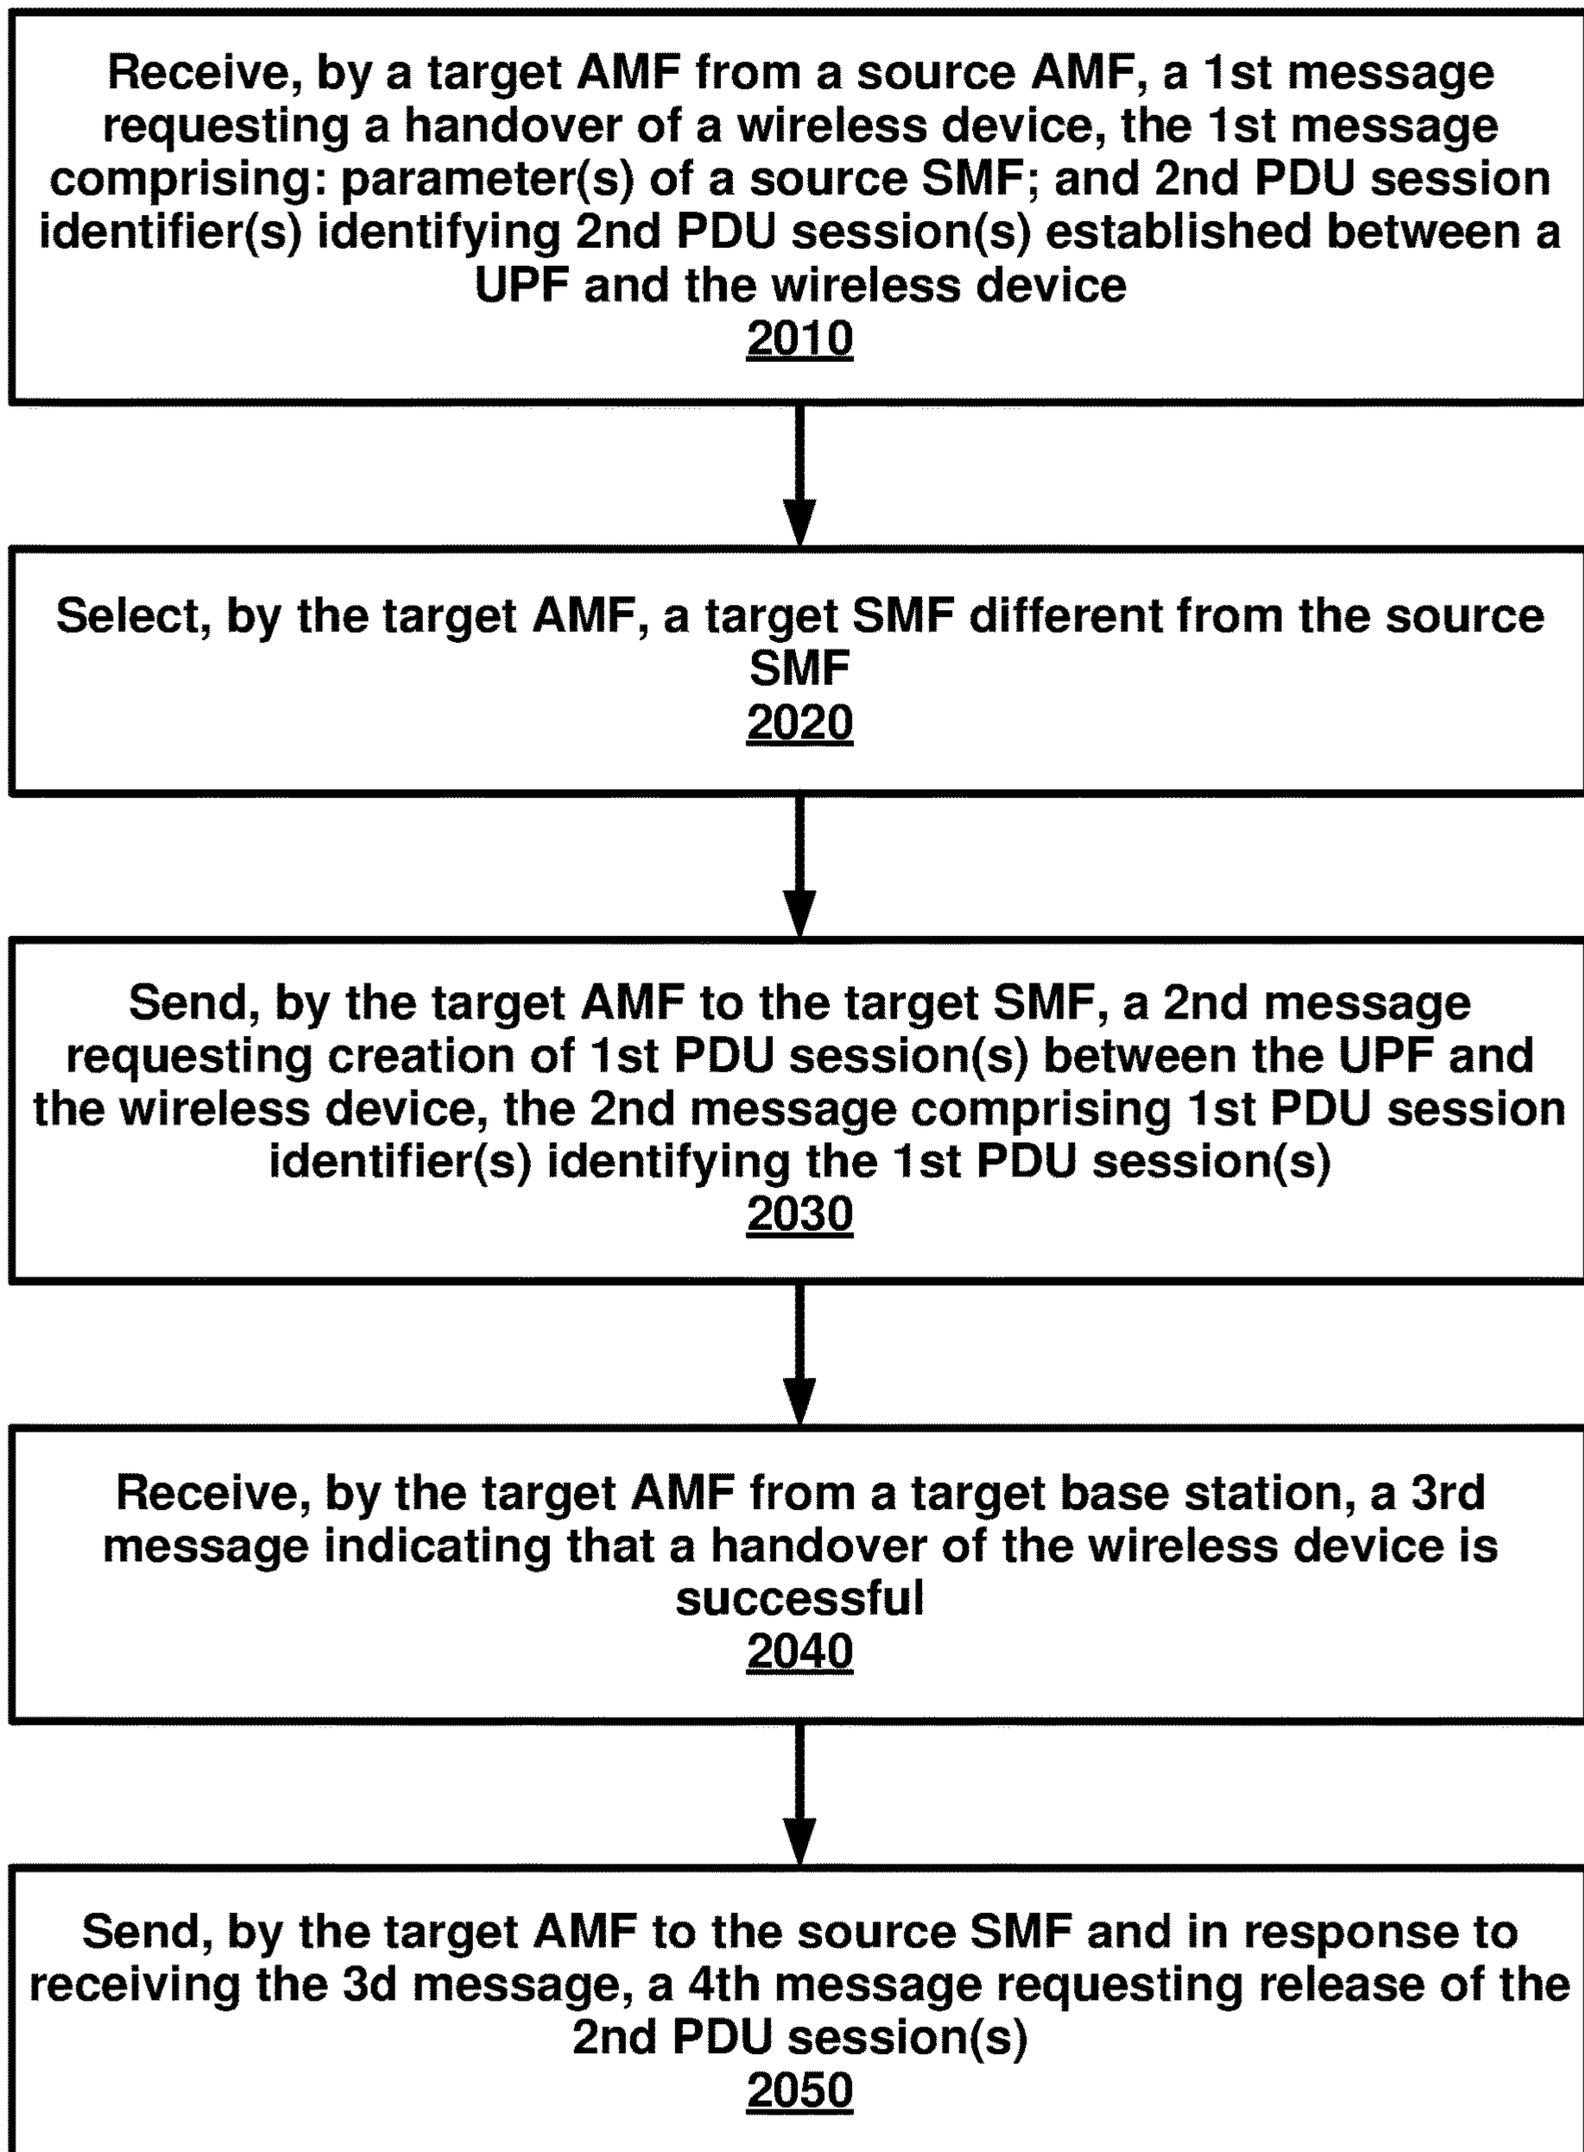 Receive, by a target AMF from a source AMF, a 1st message
requesting a handover of a wireless device, the 1st message
comprising: parameter(s) of a source SMF; and 2nd PDU session
identifier(s) identifying 2nd PDU session(s) established between a
UPF and the wireless device
2010
Select, by the target AMF, a target SMF different from the source
SMF
2020
Send, by the target AMF to the target SMF, a 2nd message
requesting creation of 1st PDU session(s) between the UPF and
the wireless device, the 2nd message comprising 1st PDU session
identifier(s) identifying the 1st PDU session(s)
2030
Receive, by the target AMF from a target base station, a 3rd
message indicating that a handover of the wireless device is
successful
2040
Send, by the target AMF to the source SMF and in response to
receiving the 3d message, a 4th message requesting release of the
2nd PDU session(s)
2050